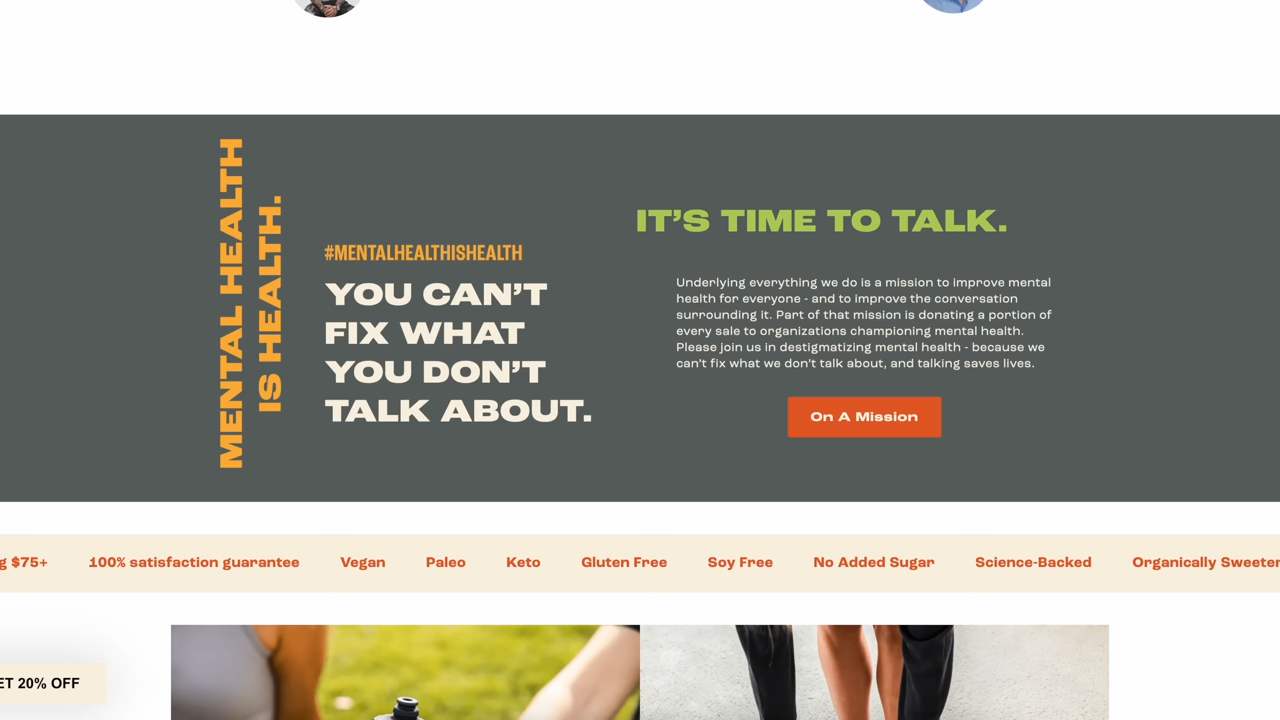 MENTAL HEALTH
IS HEALTH.
#MENTALHEALTHISHEALTH
YOU CAN’T
FIX WHAT
YOU DON’T
TALK ABOUT.
IT’S TIME TO TALK.
Underlying everything we do is a mission to improve mental
health for everyone - and to improve the conversation
surrounding it. Part of that mission is donating a portion of
every sale to organizations championing mental health.
Please join us in destigmatizing mental health - because we
can’t fix what we don’t talk about, and talking saves lives.
On A Mission
g $75+ 100% satisfaction guarantee Vegan Paleo Keto Gluten Free Soy Free No Added Sugar Science-Backed Organically Sweeten
ET 20% OFF